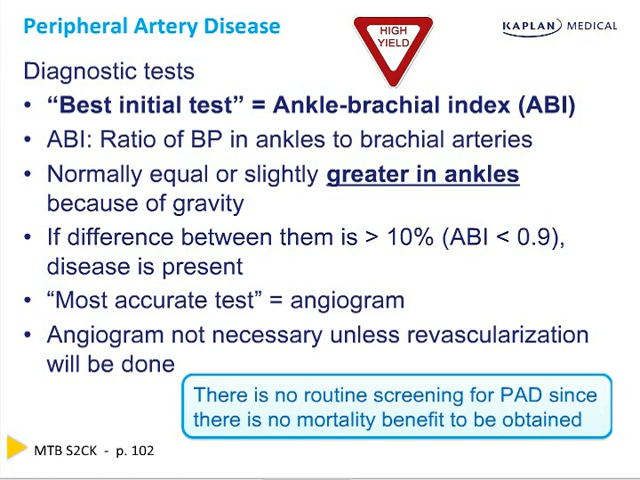 Peripheral Artery Disease
HIGH
YIELD
KAPLAN MEDICAL
Diagnostic tests
• “Best initial test” = Ankle-brachial index (ABI)
• ABI: Ratio of BP in ankles to brachial arteries
• Normally equal or slightly greater in ankles
because of gravity
• If difference between them is > 10% (ABI < 0.9),
disease is present
• “Most accurate test” = angiogram
• Angiogram not necessary unless revascularization
will be done
There is no routine screening for PAD since
there is no mortality benefit to be obtained
MTB S2CK - p. 102